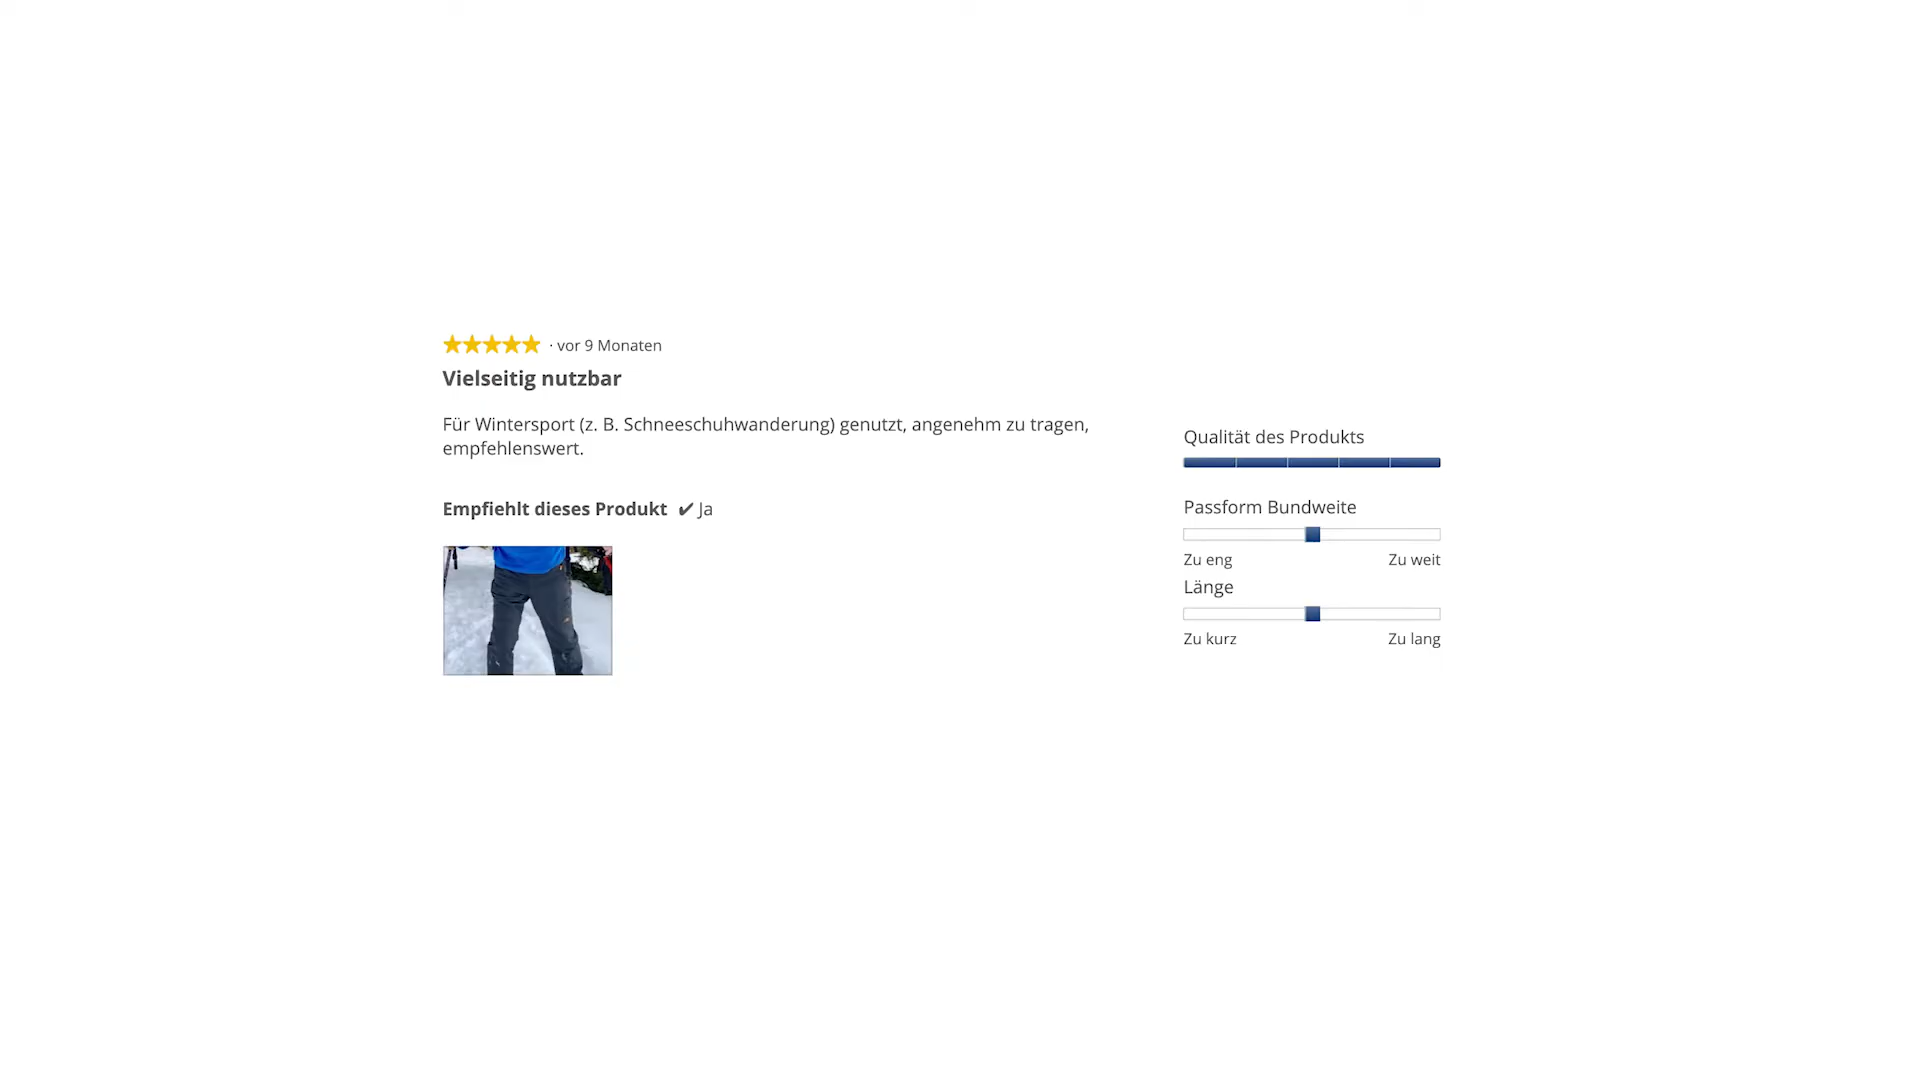 · vor 9 Monaten
Vielseitig nutzbar
Für Wintersport (z. B. Schneeschuhwanderung) genutzt, angenehm zu tragen,
empfehlenswert.
Empfiehlt dieses Produkt ✔ Ja
Qualität des Produkts
Passform Bundweite
Zu eng Zu weit
Länge
Zu kurz Zu lang